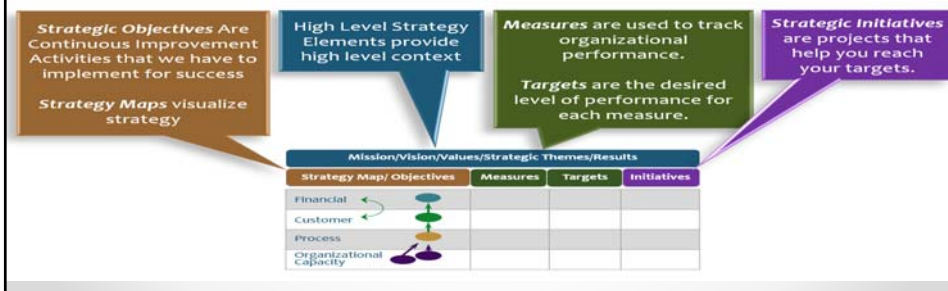 Strategic Objectives Are
Continuous Improvement
Activities that we have to
implement for success
Strategy Maps visualize
strategy
High Level Strategy
Elements provide
high level context
Measures are used to track
organizational
performance.
Targets are the desired
level of performance for
each measure.
Strategic Initiatives
are projects that
help you reach
your targets.
Mission/Vision/Values/Strategic Themes/Results
Strategy Map/ Objectives
Measures
Targets
Initiatives
Financial
Customer
Process
Organizational
Capacity